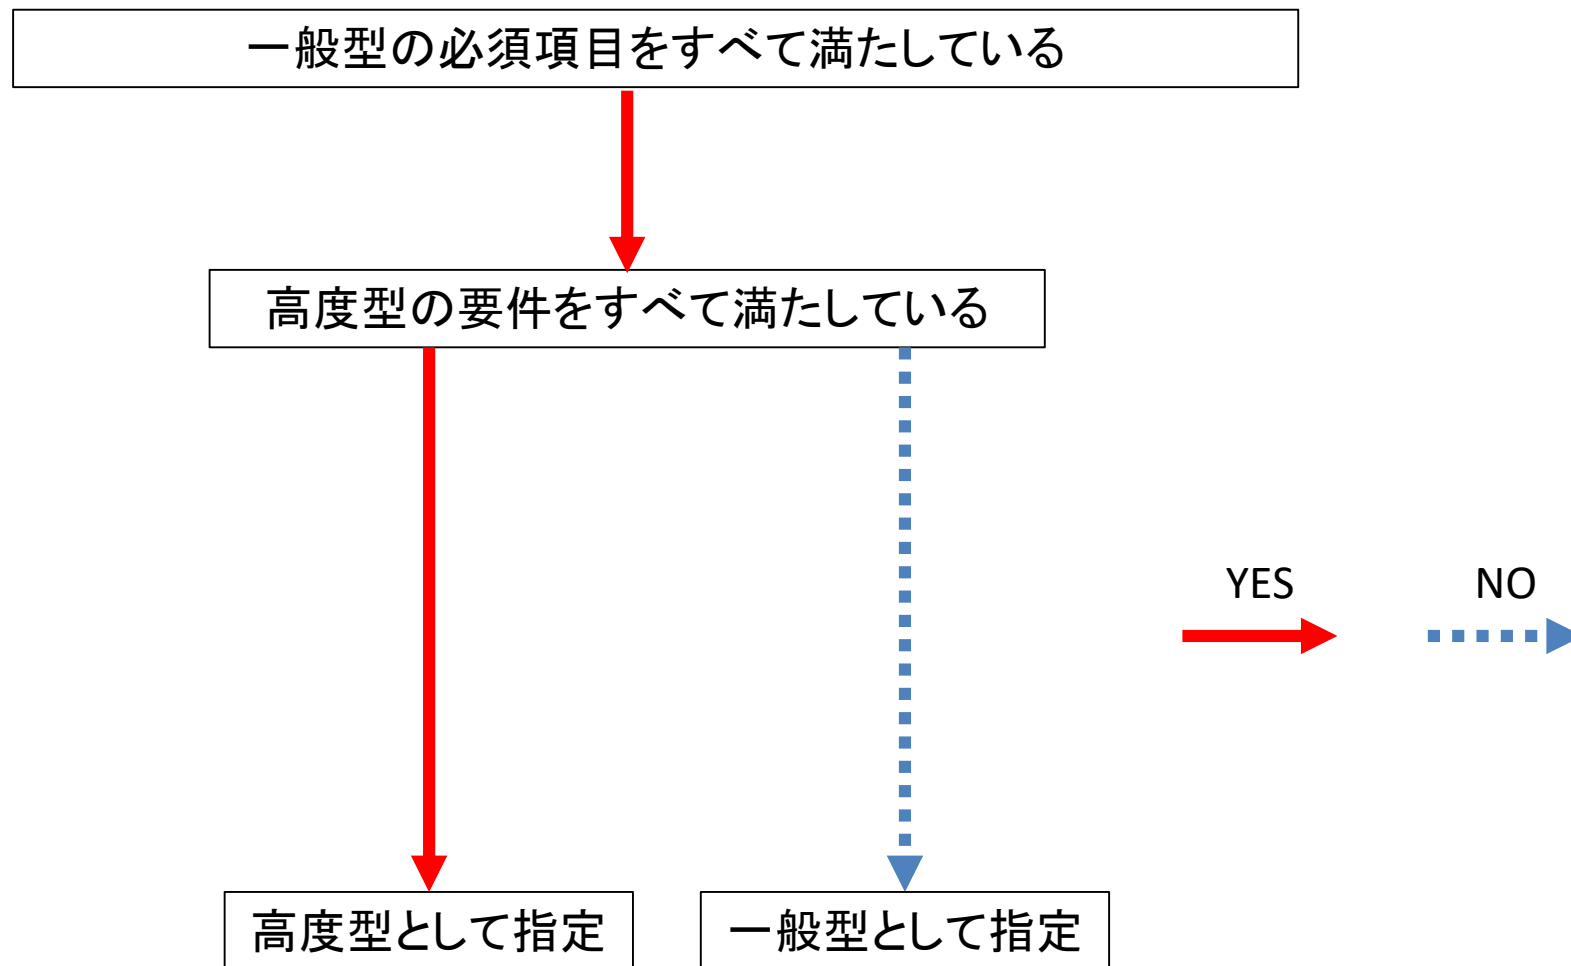 一般型の必須項目をすべて満たしている
高度型の要件をすべて満たしている
YES
NO
高度型として指定
一般型として指定